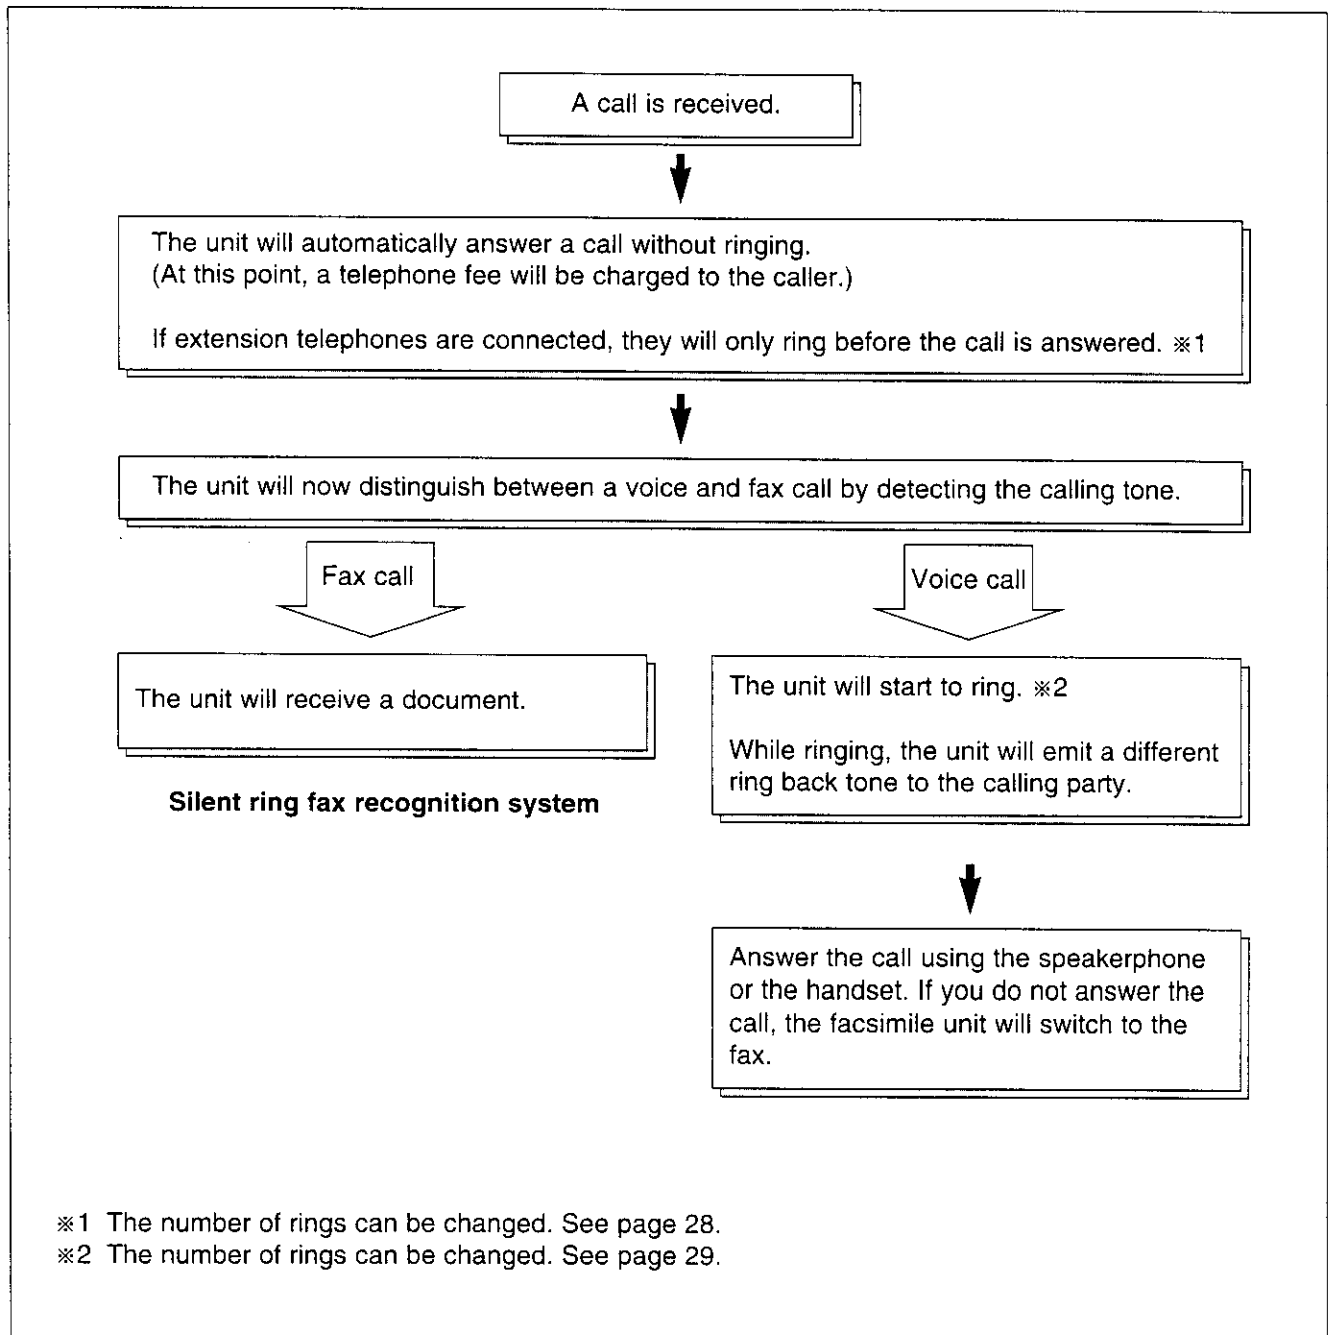 A call is received.
The unit will automatically answer a call without ringing.
(At this point, a telephone fee will be charged to the caller.)
If extension telephones are connected, they will only ring before the call is answered. ※1
The unit will now distinguish between a voice and fax call by detecting the calling tone.
Fax call
The unit will receive a document.
Silent ring fax recognition system
Voice call
The unit will start to ring. ※2
While ringing, the unit will emit a different
ring back tone to the calling party.
Answer the call using the speakerphone
or the handset. If you do not answer the
call, the facsimile unit will switch to the
fax.
※1 The number of rings can be changed. See page 28.
※2 The number of rings can be changed. See page 29.